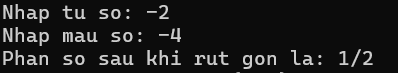 Nhap tu so: -2
Nhap mau so: -4
Phan so sau khi rut gon la: 1/2